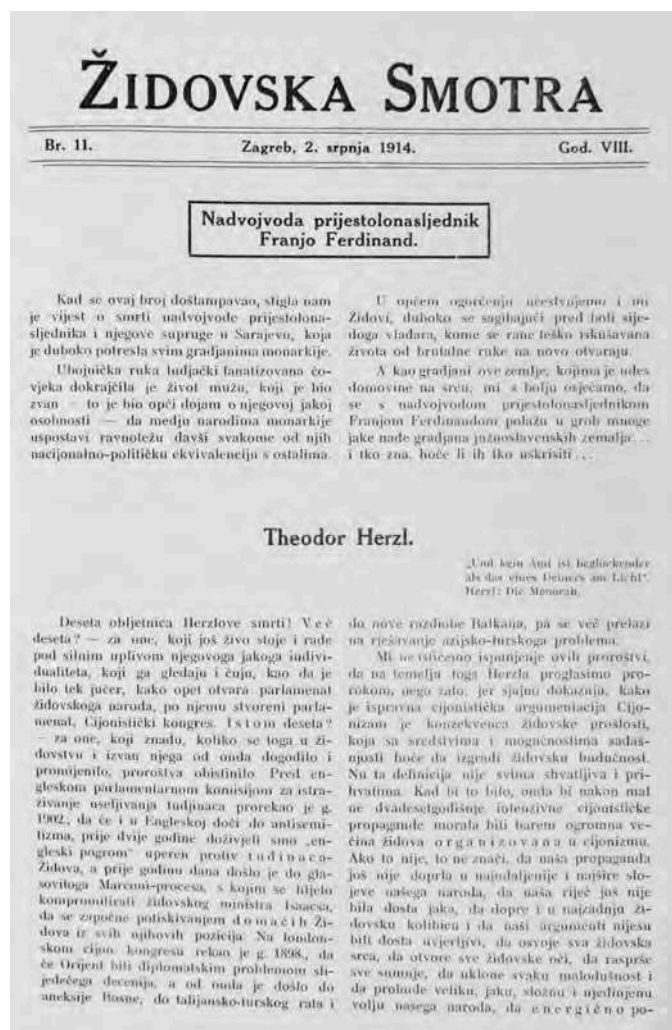 ŽIDOVSKA SMOTRA
Br. 11.
Zagreb, 2. srpnja 1914.
God. VIII.
Nadvojvoda prijestolonasljednik
Franjo Ferdinand.
Kad se ovaj broj doštampavao, stigla nam
je vijest o smrti nadvojvode prijestolona-
sljednika i njegove supruge u Sarajevu, koja
je duboko potresla svim gradjanima monarkije.
Ubojnička ruka ludjački fanatizovana čo-
vjeka dokrajčila je život mužu, koji je bio
zvan — to je bio opći dojam o njegovoj jakoj
osobnosti — da medju narodima monarkije
uspostavi ravnotežu davši svakome od njih
nacijonalno-političku ekvivalenciju s ostalima.
U općem ogorčenju učestvujemo i mi
Židovi, duboko se sagibajući pred boli sije-
doga vladara, kome se rane teško iskušavana
života od brutalne ruke na novo otvaraju.
A kao gradjani ove zemlje, kojima je udes
domovine na srcu, mi s bolju osjećamo, da
se s nadvojvodom prijestolonasljednikom
Franjom Ferdinandom polažu u grob mnoge
jake nade gradjana južnoslavenskih zemalja...
i tko zna, hoće li ih tko uskrisiti...
Theodor Herzl.
„Und kein Amt ist beglückender
als das eines Dieners am Licht".
Herzl: Die Menorah.
Deseta obljetnica Herzlove smrti! Već
deseta? — za one, koji još živo stoje i rade
pod silnim uplivom njegovoga jakoga indivi-
dualiteta, koji ga gledaju i čuju, kao da je
bilo tek jučer, kako opet otvara parlamenat
židovskoga naroda, po njemu stvoreni parla-
menat, Cijonistički kongres. Istom deseta?
— za one, koji znadu, koliko se toga u ži-
dovstvu i izvan njega od onda dogodilo i
promijenilo, proroštva obistinilo. Pred en-
gleskom parlamentarnom komisijom za istra-
živanje useljivanja tudjinaca prorekao je g.
1902., da će i u Engleskoj doći do antisemi-
tizma, prije dvije godine doživjeli smo „en-
gleski pogrom" uperen protiv tudinaca-
Židova, a prije godinu dana došlo je do gla-
sovitoga Marconi-procesa, s kojim se htjelo
kompromitirati židovskog ministra Isaacsa,
da se započne potiskivanjem domaćih Ži-
dova iz svih njihovih pozicija. Na london-
skom cijon. kongresu rekao je g. 1898., da
će Orijent biti diplomatskim problemom sli-
jedećega decenija, a od onda je došlo do
aneksije Bosne, do talijansko-turskog rata i
do nove razdiobe Balkana, pa se već prelazi
na rješavanje azijsko-turskoga problema.
Mi ne ističemo ispunjenje ovih proroštvi,
da na temelju toga Herzla proglasimo pro-
rokom, nego zato, jer sjajno dokazuju, kako
je ispravna cijonistička argumentacija. Cijo-
nizam je konzekvenca židovske prošlosti,
koja sa sredstvima i mogućnostima sadaš-
njosti hoće da izgradi židovsku budućnost.
No ta definicija nije svima shvatljiva i pri-
hvatima. Kad bi to bilo, onda bi nakon mal
ne dvadesetgodišnje intenzivne cijonističke
propagande morala biti barem ogromna ve-
ćina židova organizovana u cijonizmu.
Ako to nije, to ne znači, da naša propaganda
još nije doprla u najudaljenije i najšire slo-
jeve našega naroda, da naša riječ još nije
bila dosta jaka, da dopre i u najzadnju ži-
dovsku kolibicu i da naši argumenti nijesu
bili dosta uvjerljivi, da osvoje sva židovska
srca, da otvore sve židovske oči, da rasprše
sve sumnje, da uklone svaku malodušnost i
da probude veliku, jaku, složnu i ujedinjenu
volju našega naroda, da energično po-